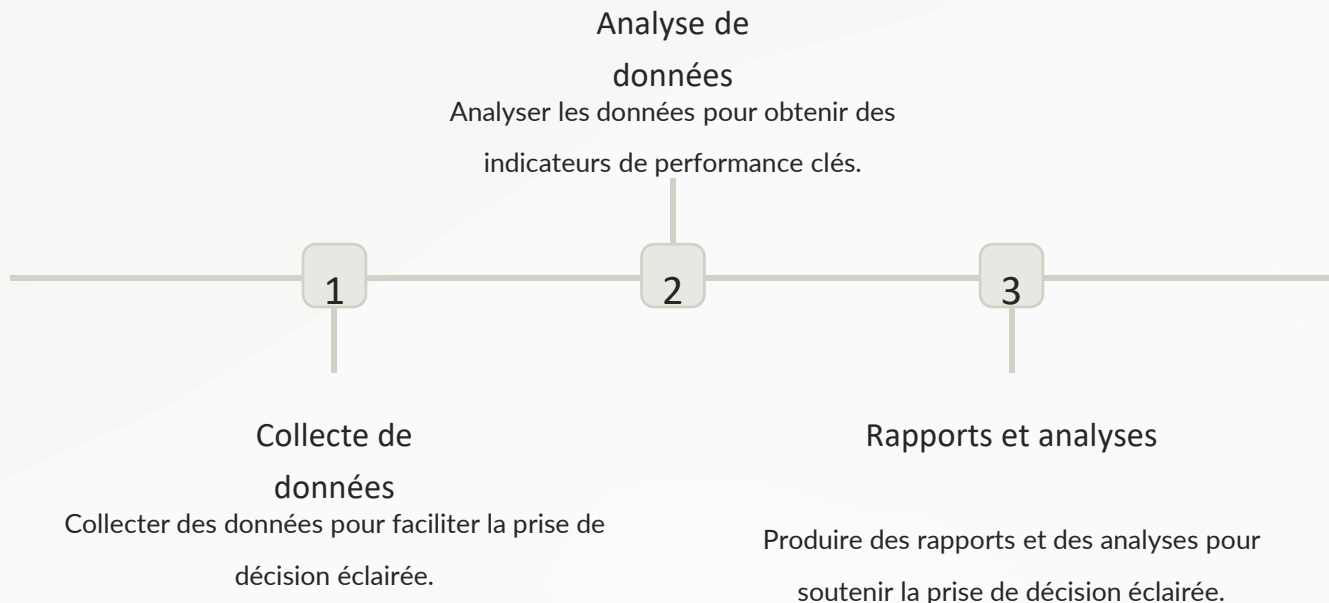 Analyse de
données
Analyser les données pour obtenir des
indicateurs de performance clés.
1
2
3
Collecte de
données
Collecter des données pour faciliter la prise de
décision éclairée.
Rapports et analyses
Produire des rapports et des analyses pour
soutenir la prise de décision éclairée.